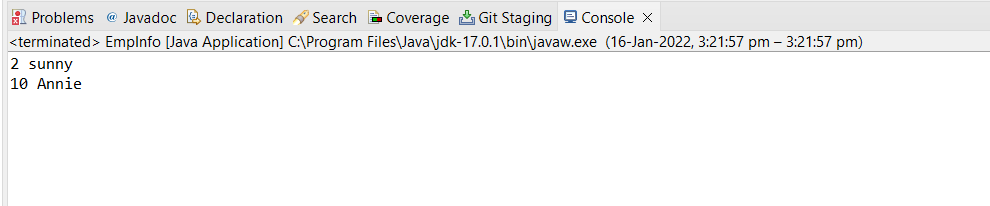 Problems @ Javadoc Declaration Search Coverage Git Staging Console
<terminated> EmpInfo [Java Application] C:\Program Files\Java\jdk-17.0.1\bin\javaw.exe (16-Jan-2022, 3:21:57 pm – 3:21:57 pm)
2 sunny
10 Annie